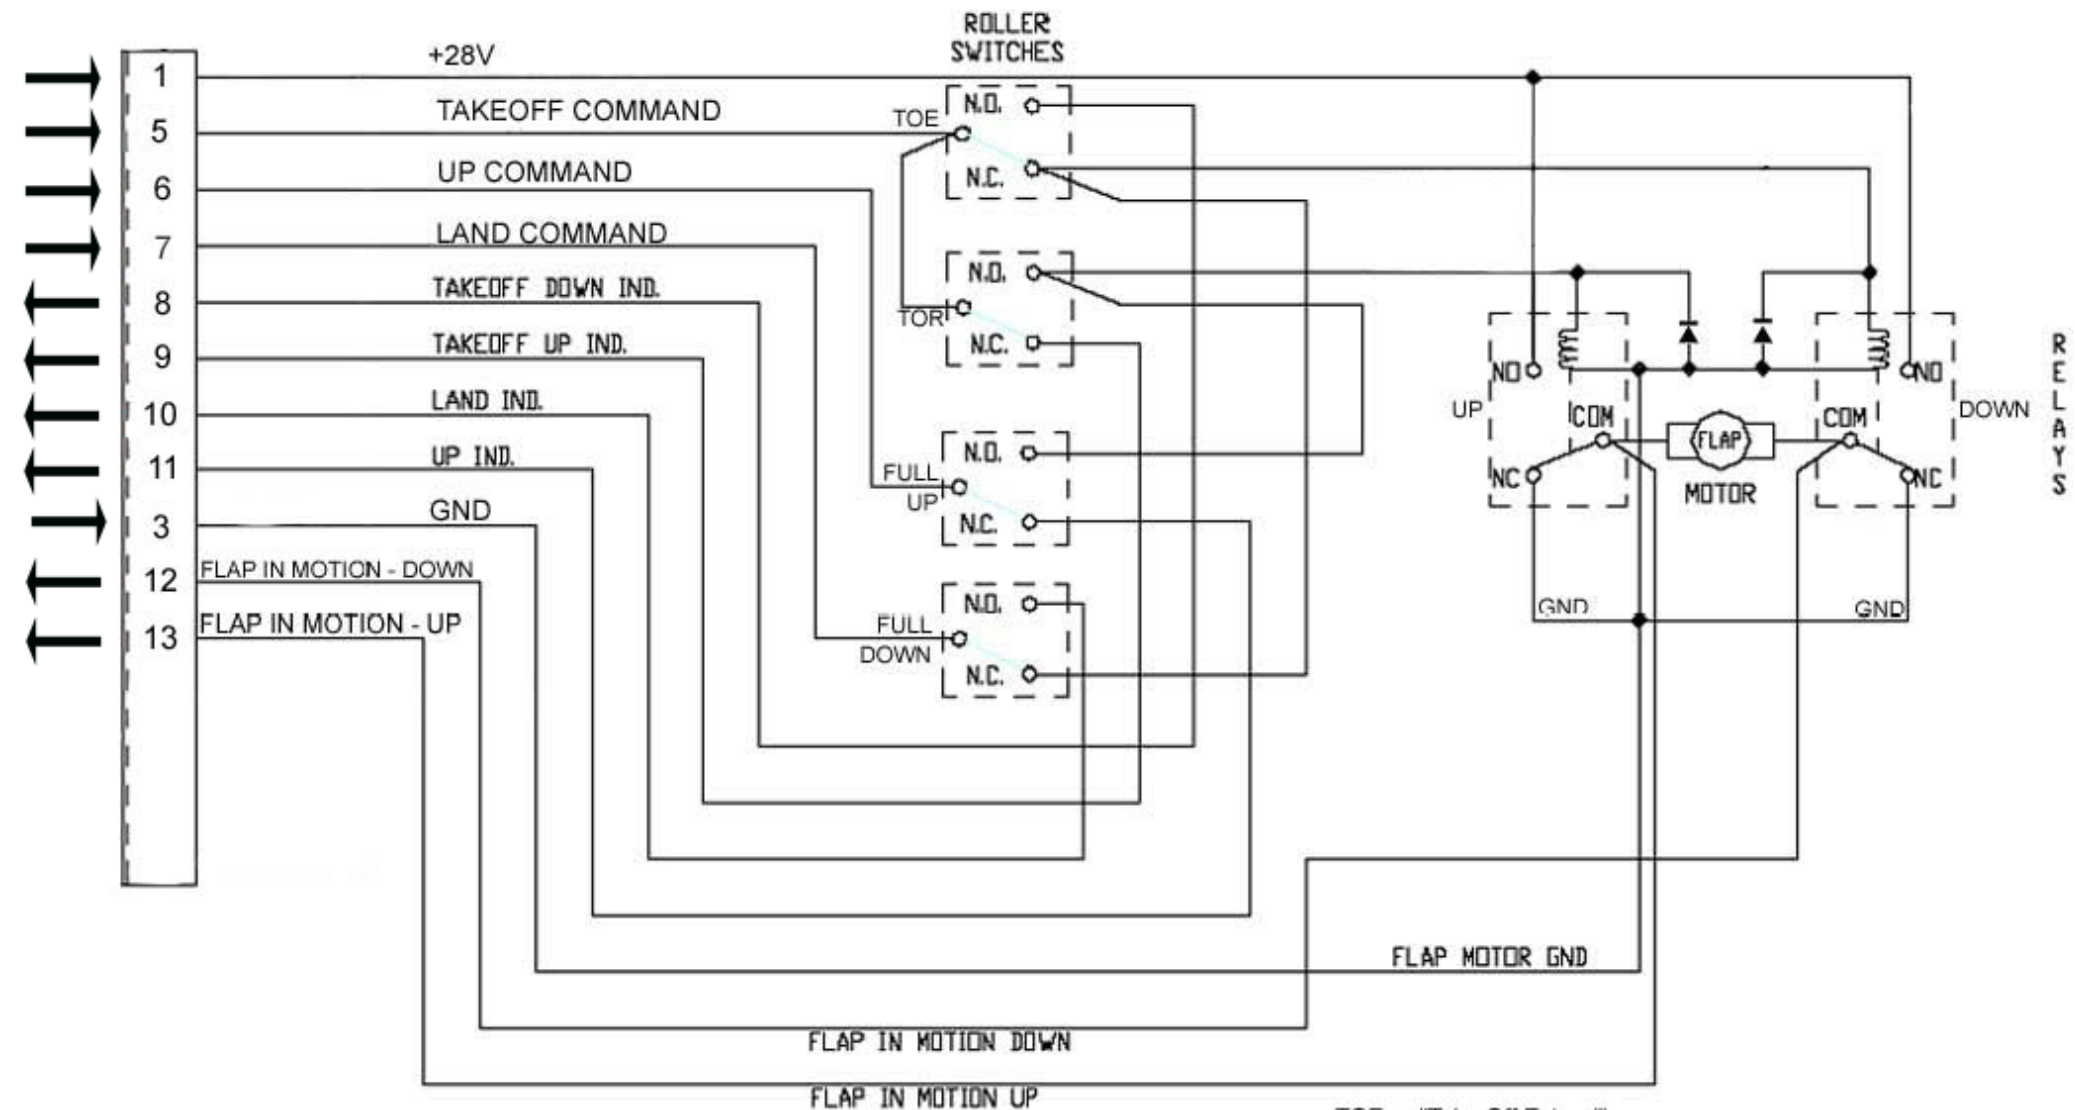 ROLLER
SWITCHES
+28V
1
TAKEOFF COMMAND
5
TOE
N.O.
N.C.
UP COMMAND
6
LAND COMMAND
7
N.O.
TOR
N.C.
TAKEOFF DOWN IND.
8
TAKEOFF UP IND.
9
LAND IND.
10
UP IND.
11
GND
3
FLAP IN MOTION - DOWN
12
FLAP IN MOTION - UP
13
FULL
UP
N.O.
N.C.
FULL
DOWN
N.O.
N.C.
NO
UP
COM
NC
FLAP
MOTOR
COM
NO
DOWN
NC
RELAYS
GND
GND
FLAP MOTOR GND
FLAP IN MOTION DOWN
FLAP IN MOTION UP